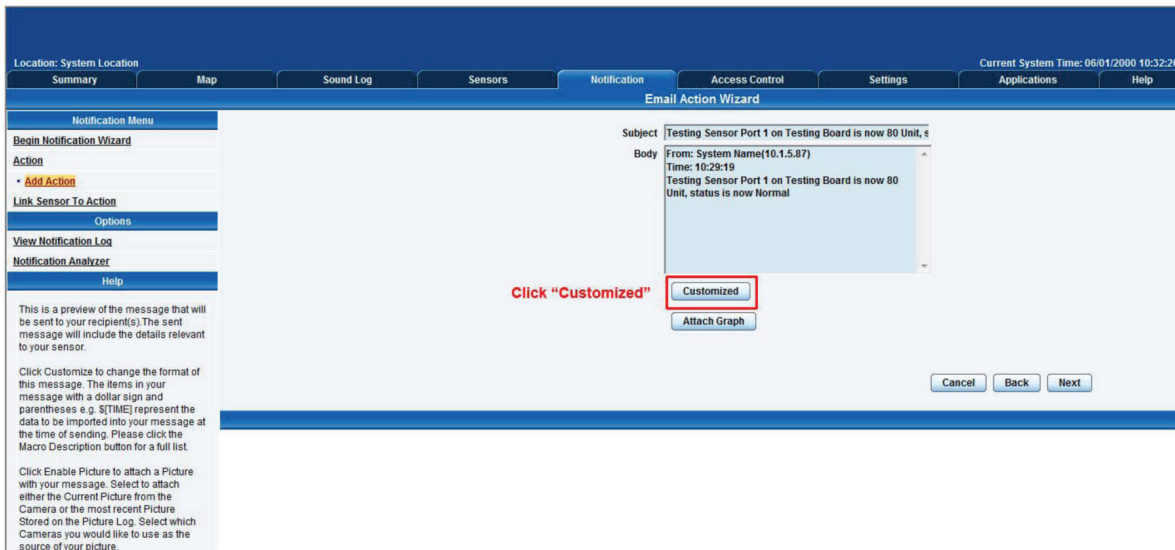 Location: System Location
Current System Time: 06/01/2000 10:32:26
Summary Map Sound Log Sensors Notification Access Control Settings Applications Help
Email Action Wizard
Notification Menu
Begin Notification Wizard
Action
• Add Action
Link Sensor To Action
Options
View Notification Log
Notification Analyzer
Help
This is a preview of the message that will
be sent to your recipient(s).The sent
message will include the details relevant
to your sensor.
Click Customize to change the format of
this message. The items in your
message with a dollar sign and
parentheses e.g. $[TIME] represent the
data to be imported into your message at
the time of sending. Please click the
Macro Description button for a full list.
Click Enable Picture to attach a Picture
with your message. Select to attach
either the Current Picture from the
Camera or the most recent Picture
Stored on the Picture Log. Select which
Cameras you would like to use as the
source of your picture.
Subject Testing Sensor Port 1 on Testing Board is now 80 Unit, s
Body From: System Name(10.1.5.87)
Time: 10:29:19
Testing Sensor Port 1 on Testing Board is now 80
Unit, status is now Normal
Click “Customized” Customized
Attach Graph
Cancel Back Next